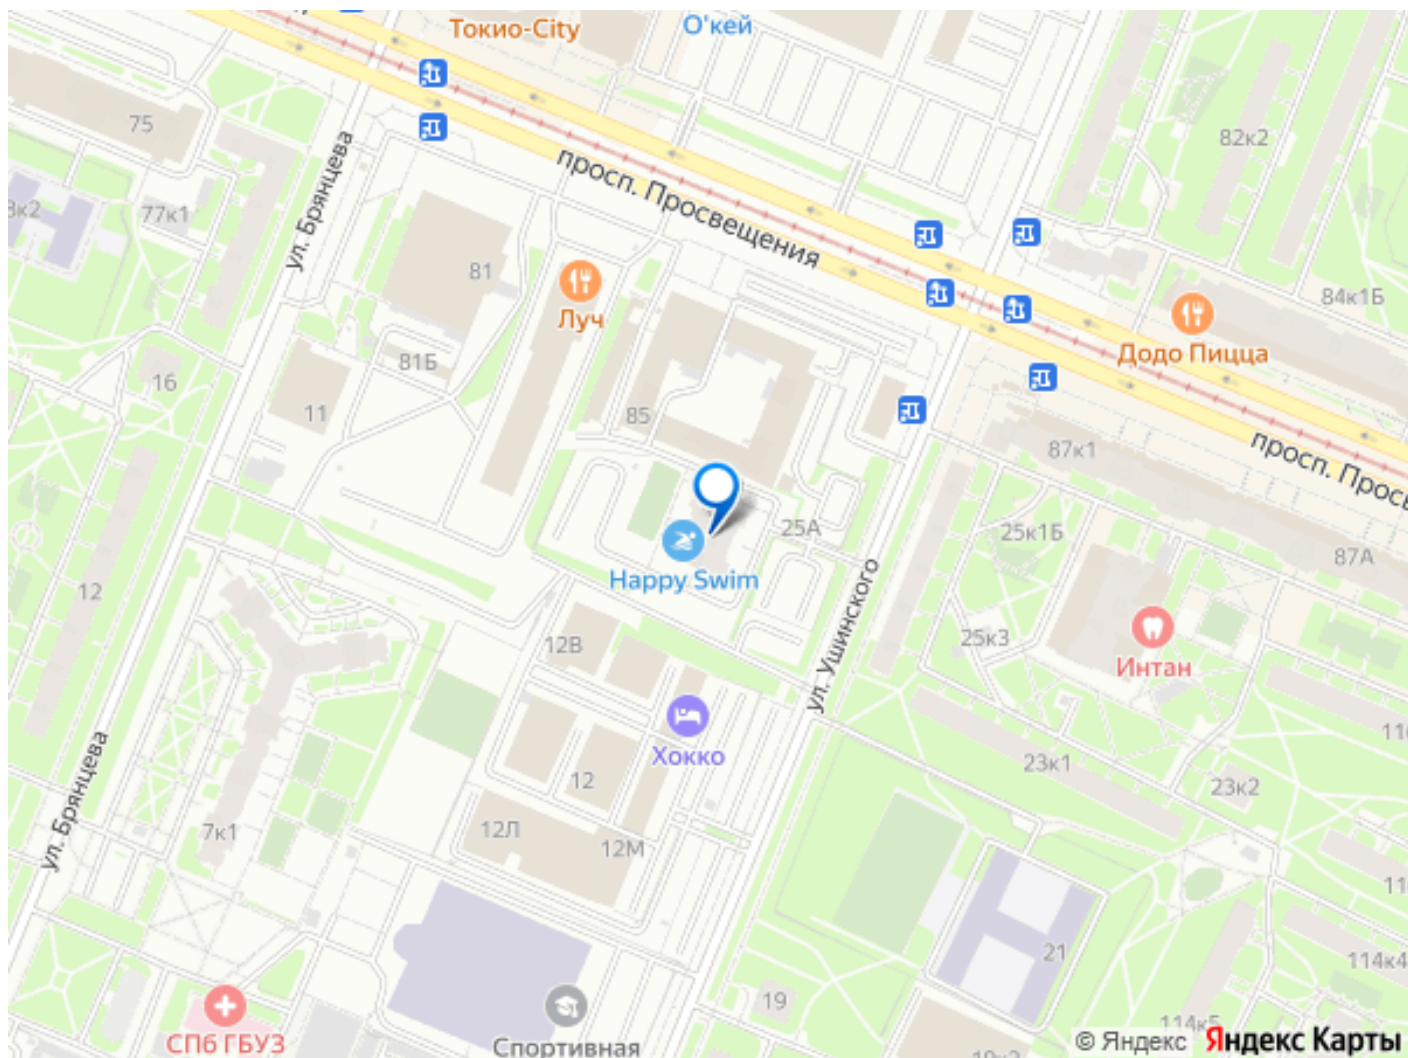 Токио-City
О'кей
75
82к2
ул. Брянцева
просп. Просвещения
77к1
81
84к1Б
Луч
Додо Пицца
81Б
16
11
85
87к1
просп. Просв
25А
25к1Б
87А
Happy Swim
12
12В
25к3
ул. Ушинского
Интан
Хокко
23к1
12
23к2
ул. Брянцева
7к1
12Л
12М
21
114к4
19
СПб ГБУЗ
Спортивная
114к5
© Яндекс
Яндекс Карты